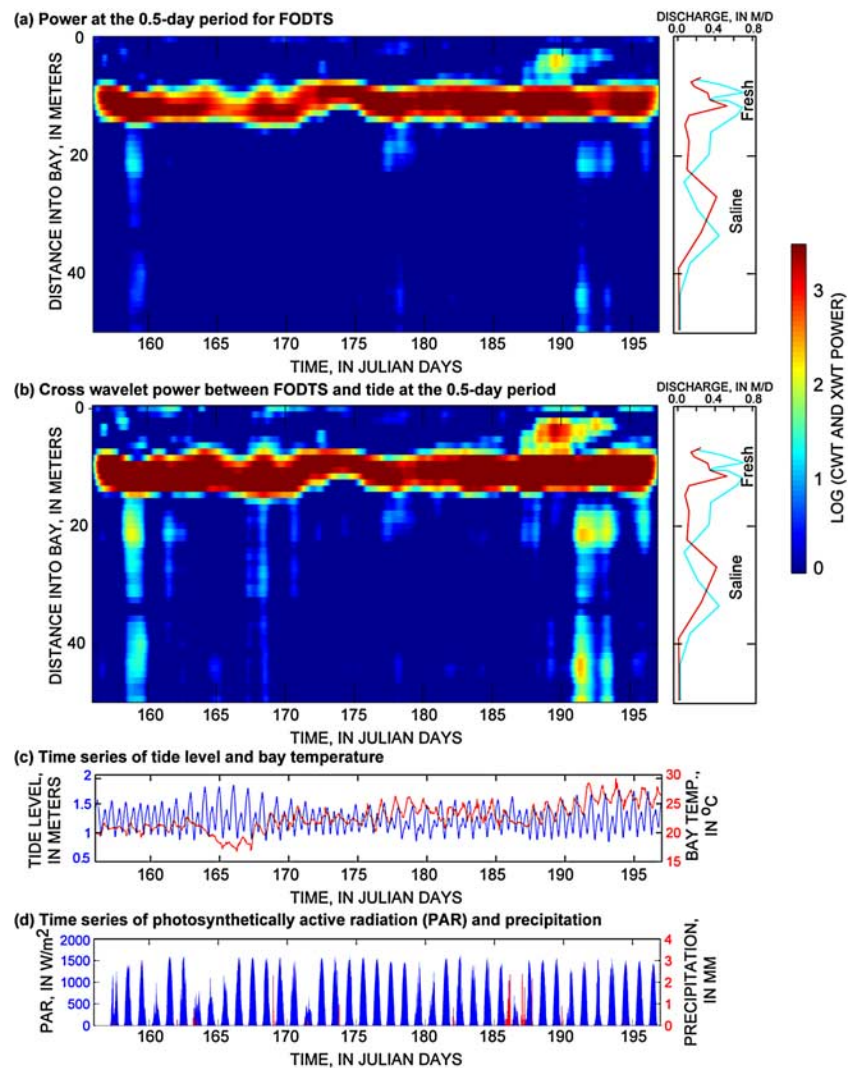 (a) Power at the 0.5-day period for FODTS
DISCHARGE, IN M/D
0.0 0.4 0.8
0
20
40
DISTANCE INTO BAY, IN METERS
Fresh
Saline
160 165 170 175 180 185 190 195
TIME, IN JULIAN DAYS
(b) Cross wavelet power between FODTS and tide at the 0.5-day period
DISCHARGE, IN M/D
0.0 0.4 0.8
0
20
40
DISTANCE INTO BAY, IN METERS
Fresh
Saline
160 165 170 175 180 185 190 195
TIME, IN JULIAN DAYS
3
2
1
0
LOG (CWT AND XWT POWER)
(c) Time series of tide level and bay temperature
TIDE LEVEL,
IN METERS
2
1.5
1
0.5
30
25
20
15
BAY TEMP.,
IN °C
160 165 170 175 180 185 190 195
TIME, IN JULIAN DAYS
(d) Time series of photosynthetically active radiation (PAR) and precipitation
PAR, IN W/m²
2000
1500
1000
500
0
4
3
2
1
0
PRECIPITATION,
IN MM
160 165 170 175 180 185 190 195
TIME, IN JULIAN DAYS